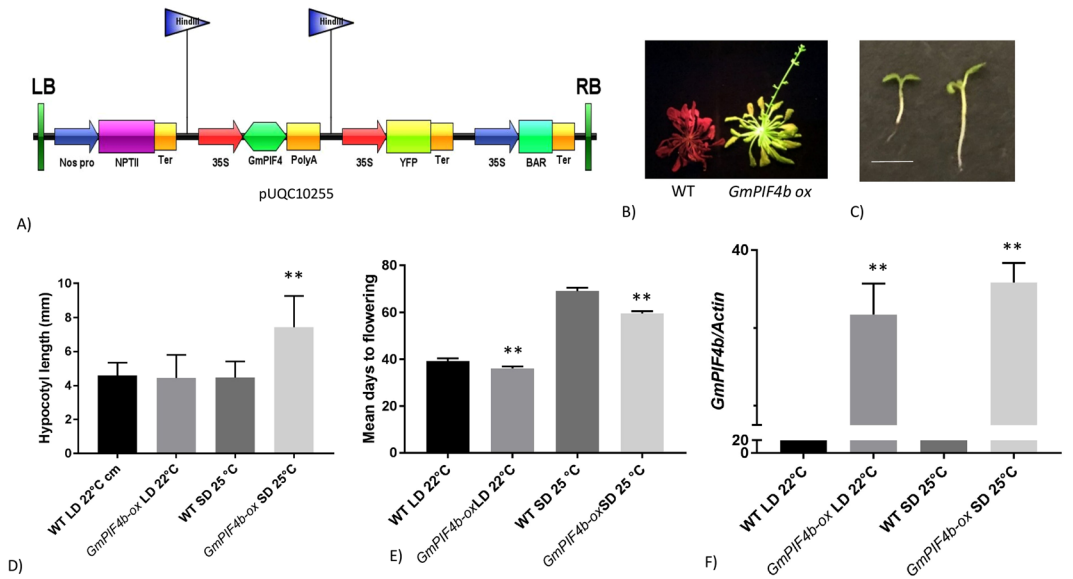 HindIII HindIII
LB RB
Nos pro NPTII Ter 35S GmPIF4 PolyA 35S YFP Ter 35S BAR Ter
pUQC10255
A)
WT GmPIF4b ox
B)
C)
Hypocotyl length (mm)
10
8
6
4
2
0
**
WT LD 22°C cm
GmPIF4b-ox LD 22°C
WT SD 25 °C
GmPIF4b-ox SD 25°C
D)
Mean days to flowering
80
60
40
20
0
**
**
WT LD 22°C
GmPIF4b-oxLD 22°C
WT SD 25 °C
GmPIF4b-oxSD 25°C
E)
GmPIF4b/Actin
40
20
0
**
**
WT LD 22°C
GmPIF4b-ox LD 22°C
WT SD 25°C
GmPIF4b-ox SD 25°C
F)